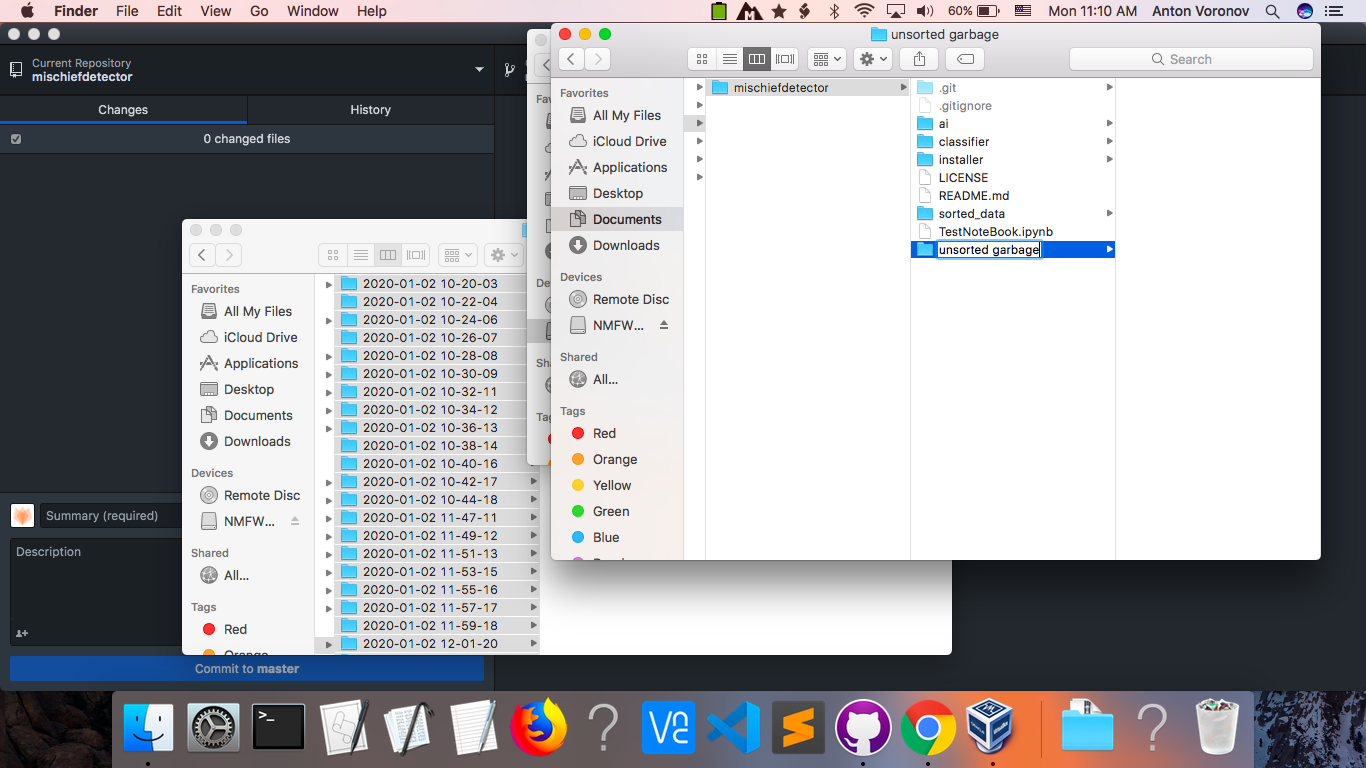 Finder File Edit View Go Window Help 60% Mon 11:10 AM Anton Voronov
Current Repository
mischiefdetector
Changes History
0 changed files
Summary (required)
Description
Commit to master
Favorites
All My Files
iCloud Drive
Applications
Desktop
Documents
Downloads
Devices
Remote Disc
NMFW...
Shared
All...
Tags
Red
Orange
2020-01-02 10-20-03
2020-01-02 10-22-04
2020-01-02 10-24-06
2020-01-02 10-26-07
2020-01-02 10-28-08
2020-01-02 10-30-09
2020-01-02 10-32-11
2020-01-02 10-34-12
2020-01-02 10-36-13
2020-01-02 10-38-14
2020-01-02 10-40-16
2020-01-02 10-42-17
2020-01-02 10-44-18
2020-01-02 11-47-11
2020-01-02 11-49-12
2020-01-02 11-51-13
2020-01-02 11-53-15
2020-01-02 11-55-16
2020-01-02 11-57-17
2020-01-02 11-59-18
2020-01-02 12-01-20
Fav
De
Sha
Tag
unsorted garbage
Search
Favorites
All My Files
iCloud Drive
Applications
Desktop
Documents
Downloads
Devices
Remote Disc
NMFW...
Shared
All...
Tags
Red
Orange
Yellow
Green
Blue
mischiefdetector
.git
.gitignore
ai
classifier
installer
LICENSE
README.md
sorted_data
TestNoteBook.ipynb
unsorted garbage